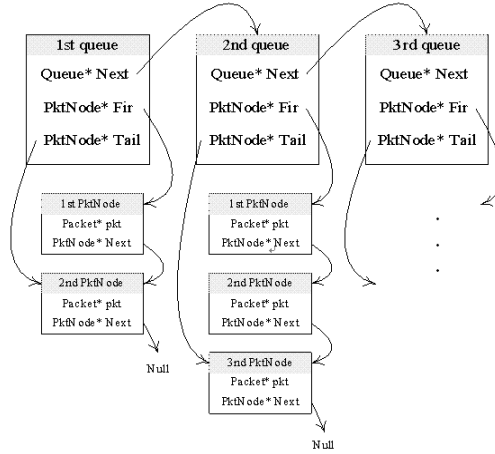 1st queue
Queue* Next
PktNode* Fir
PktNode* Tail
1st PktNode
Packet* pkt
PktNode* Next
2nd PktNode
Packet* pkt
PktNode* Next
Null
2nd queue
Queue* Next
PktNode* Fir
PktNode* Tail
1st PktNode
Packet* pkt
PktNode* Next
2nd PktNode
Packet* pkt
PktNode* Next
3rd PktNode
Packet* pkt
PktNode* Next
Null
3rd queue
Queue* Next
PktNode* Fir
PktNode* Tail